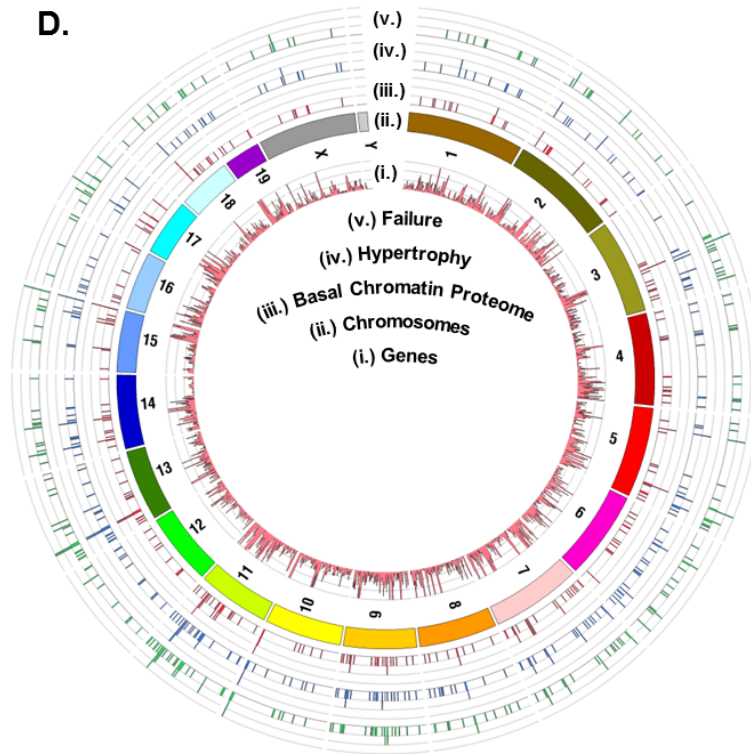 D.
(v.)
(iv.)
(iii.)
(ii.)
(i.)
(v.) Failure
(iv.) Hypertrophy
(iii.) Basal Chromatin Proteome
(ii.) Chromosomes
(i.) Genes
1
2
3
4
5
6
7
8
9
10
11
12
13
14
15
16
17
18
19
X
Y